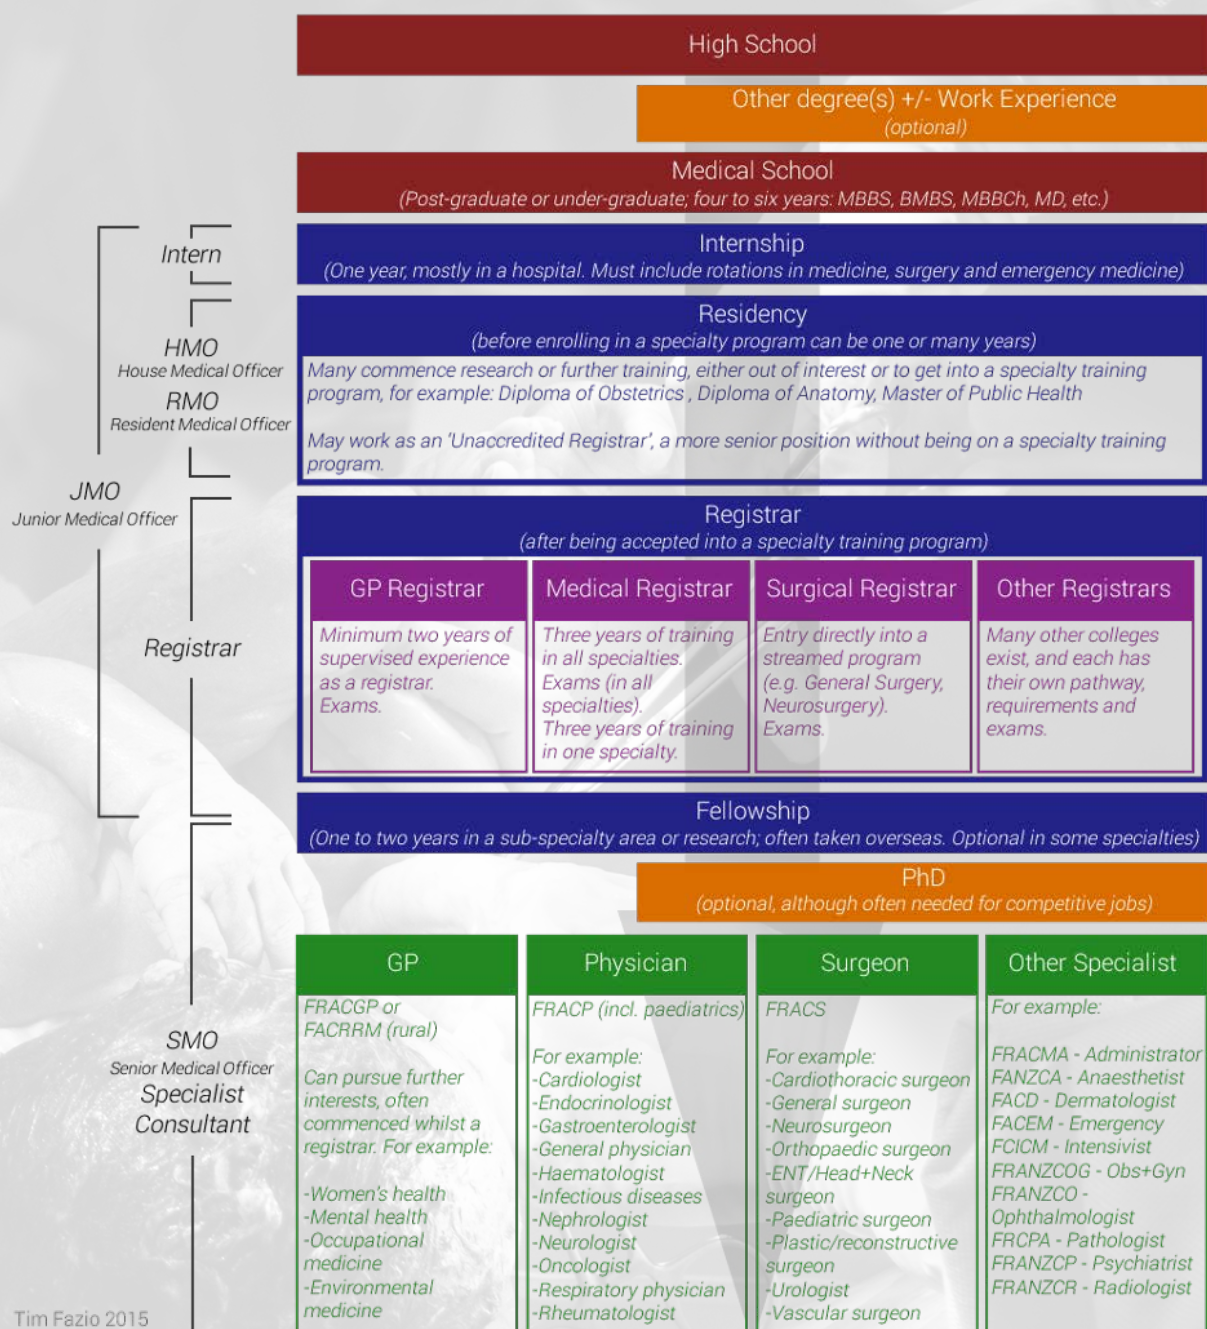 High School
Other degree(s) +/- Work Experience
(optional)
Medical School
(Post-graduate or under-graduate; four to six years: MBBS, BMBS, MBBCh, MD, etc.)
Intern
Internship
(One year, mostly in a hospital. Must include rotations in medicine, surgery and emergency medicine)
HMO
House Medical Officer
RMO
Resident Medical Officer
Residency
(before enrolling in a specialty program can be one or many years)
Many commence research or further training, either out of interest or to get into a specialty training
program, for example: Diploma of Obstetrics , Diploma of Anatomy, Master of Public Health
May work as an 'Unaccredited Registrar', a more senior position without being on a specialty training
program.
JMO
Junior Medical Officer
Registrar
Registrar
(after being accepted into a specialty training program)
GP Registrar
Minimum two years of
supervised experience
as a registrar.
Exams.
Medical Registrar
Three years of training
in all specialties.
Exams (in all
specialties).
Three years of training
in one specialty.
Surgical Registrar
Entry directly into a
streamed program
(e.g. General Surgery,
Neurosurgery).
Exams.
Other Registrars
Many other colleges
exist, and each has
their own pathway,
requirements and
exams.
Fellowship
(One to two years in a sub-specialty area or research; often taken overseas. Optional in some specialties)
PhD
(optional, although often needed for competitive jobs)
SMO
Senior Medical Officer
Specialist
Consultant
GP
FRACGP or
FACRRM (rural)
Can pursue further
interests, often
commenced whilst a
registrar. For example:
-Women's health
-Mental health
-Occupational
medicine
-Environmental
medicine
Physician
FRACP (incl. paediatrics)
For example:
-Cardiologist
-Endocrinologist
-Gastroenterologist
-General physician
-Haematologist
-Infectious diseases
-Nephrologist
-Neurologist
-Oncologist
-Respiratory physician
-Rheumatologist
Surgeon
FRACS
For example:
-Cardiothoracic surgeon
-General surgeon
-Neurosurgeon
-Orthopaedic surgeon
-ENT/Head+Neck
surgeon
-Paediatric surgeon
-Plastic/reconstructive
surgeon
-Urologist
-Vascular surgeon
Other Specialist
For example:
FRACMA - Administrator
FANZCA - Anaesthetist
FACD - Dermatologist
FACEM - Emergency
FCICM - Intensivist
FRANZCOG - Obs+Gyn
FRANZCO -
Ophthalmologist
FRCPA - Pathologist
FRANZCP - Psychiatrist
FRANZCR - Radiologist
Tim Fazio 2015